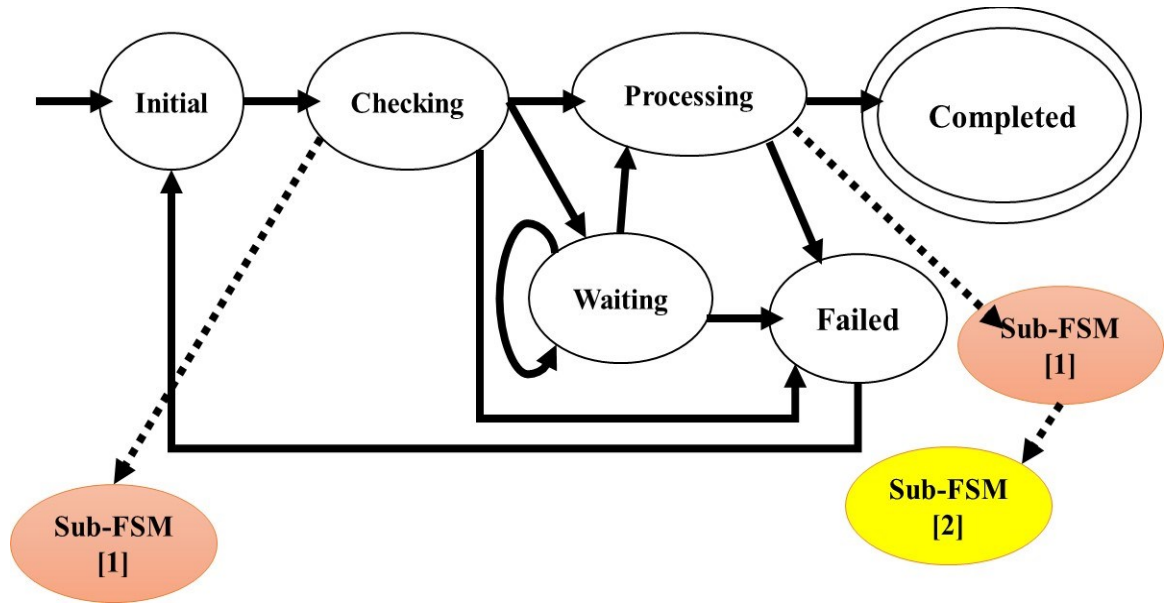 Initial
Checking
Processing
Completed
Waiting
Failed
Sub-FSM
[1]
Sub-FSM
[2]
Sub-FSM
[1]